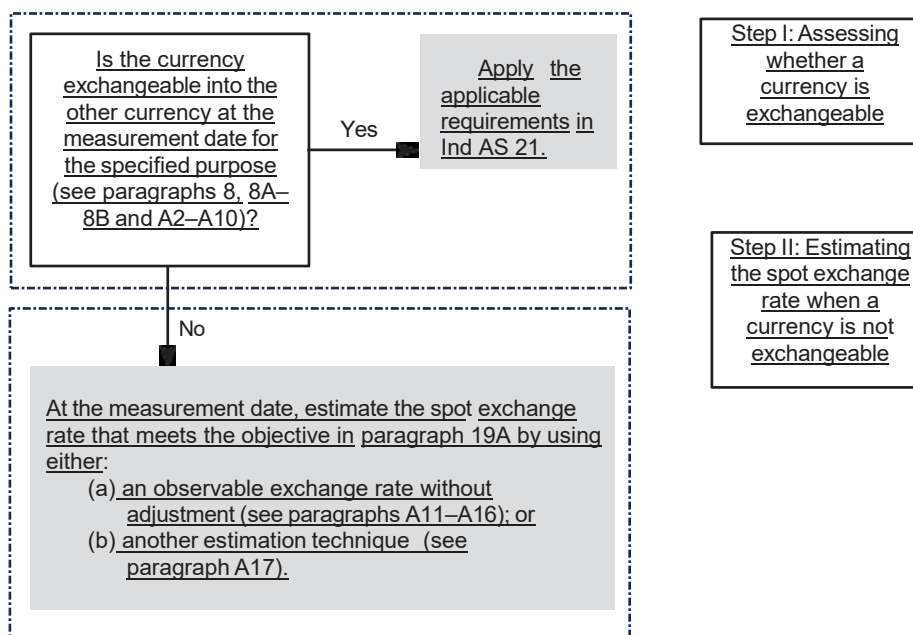 Is the currency
exchangeable into the
other currency at the
measurement date for
the specified purpose
(see paragraphs 8, 8A–
8B and A2–A10)?
Yes
Apply the
applicable
requirements in
Ind AS 21.
Step I: Assessing
whether a
currency is
exchangeable
No
At the measurement date, estimate the spot exchange
rate that meets the objective in paragraph 19A by using
either:
(a) an observable exchange rate without
adjustment (see paragraphs A11–A16); or
(b) another estimation technique (see
paragraph A17).
Step II: Estimating
the spot exchange
rate when a
currency is not
exchangeable